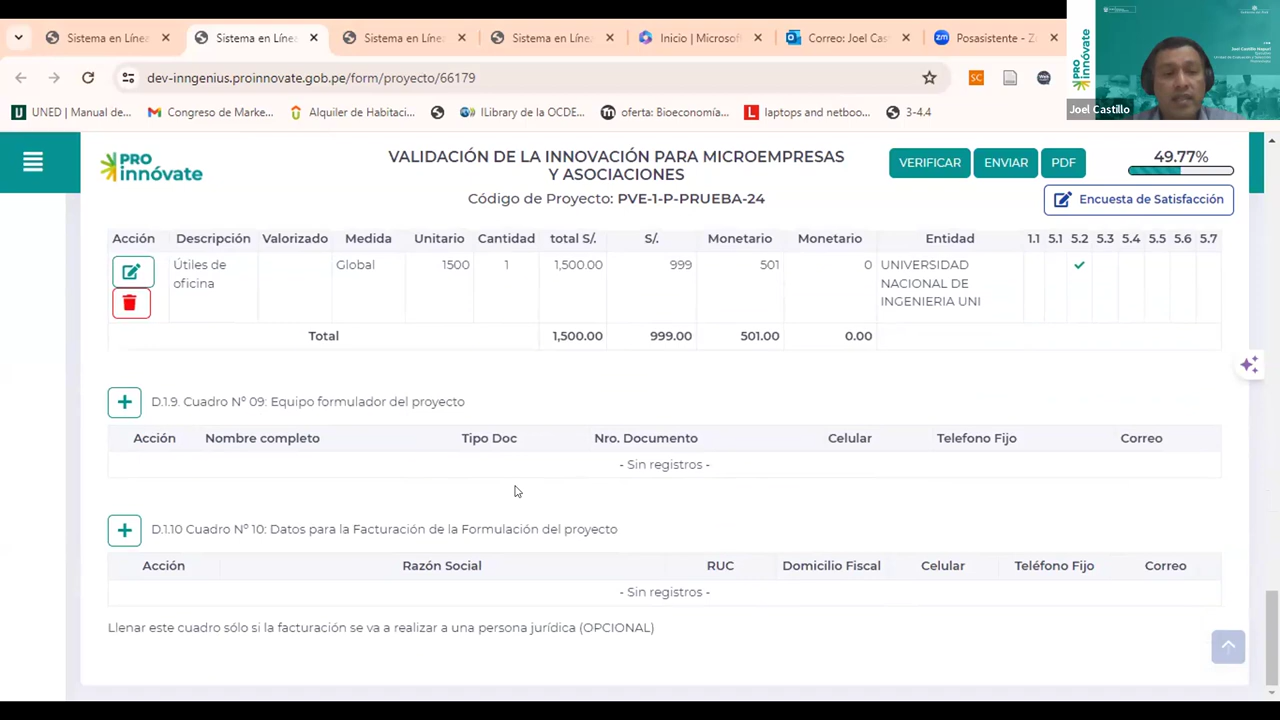 Sistema en Línea
Sistema en Línea
Sistema en Línea
Sistema en Línea
Inicio | Microsof
Correo: Joel Cas
Posasistente - Z
dev-inngenius.proinnovate.gob.pe/form/proyecto/66179
UNED | Manual de...
Congreso de Marke...
Alquiler de habitaci...
ILibrary de la OCDE...
oferta: Bioeconomía...
laptops and netboo...
3-4.4
PRO innóvate
Joel Castillo
PRO innóvate
VALIDACIÓN DE LA INNOVACIÓN PARA MICROEMPRESAS
Y ASOCIACIONES
Código de Proyecto: PVE-1-P-PRUEBA-24
VERIFICAR
ENVIAR
PDF
49.77%
Encuesta de Satisfacción
Acción Descripción Valorizado Medida Unitario Cantidad total S/. S/. Monetario Monetario Entidad 1.1 5.1 5.2 5.3 5.4 5.5 5.6 5.7
Útiles de Global 1500 1 1,500.00 999 501 0 UNIVERSIDAD
oficina NACIONAL DE
INGENIERIA UNI
Total 1,500.00 999.00 501.00 0.00
D.1.9. Cuadro Nº 09: Equipo formulador del proyecto
Acción Nombre completo Tipo Doc Nro. Documento Celular Telefono Fijo Correo
- Sin registros -
D.1.10 Cuadro Nº 10: Datos para la Facturación de la Formulación del proyecto
Acción Razón Social RUC Domicilio Fiscal Celular Teléfono Fijo Correo
- Sin registros -
Llenar este cuadro sólo si la facturación se va a realizar a una persona jurídica (OPCIONAL)